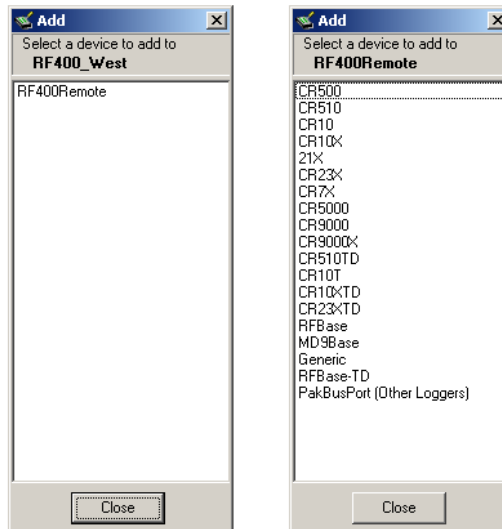 Add
Select a device to add to
RF400_West
RF400Remote
Close
Add
Select a device to add to
RF400Remote
CR500
CR510
CR10
CR10X
21X
CR23X
CR7X
CR5000
CR9000
CR9000X
CR510TD
CR10T
CR10XTD
CR23XTD
RFBase
MD9Base
Generic
RFBase-TD
PakBusPort (Other Loggers)
Close